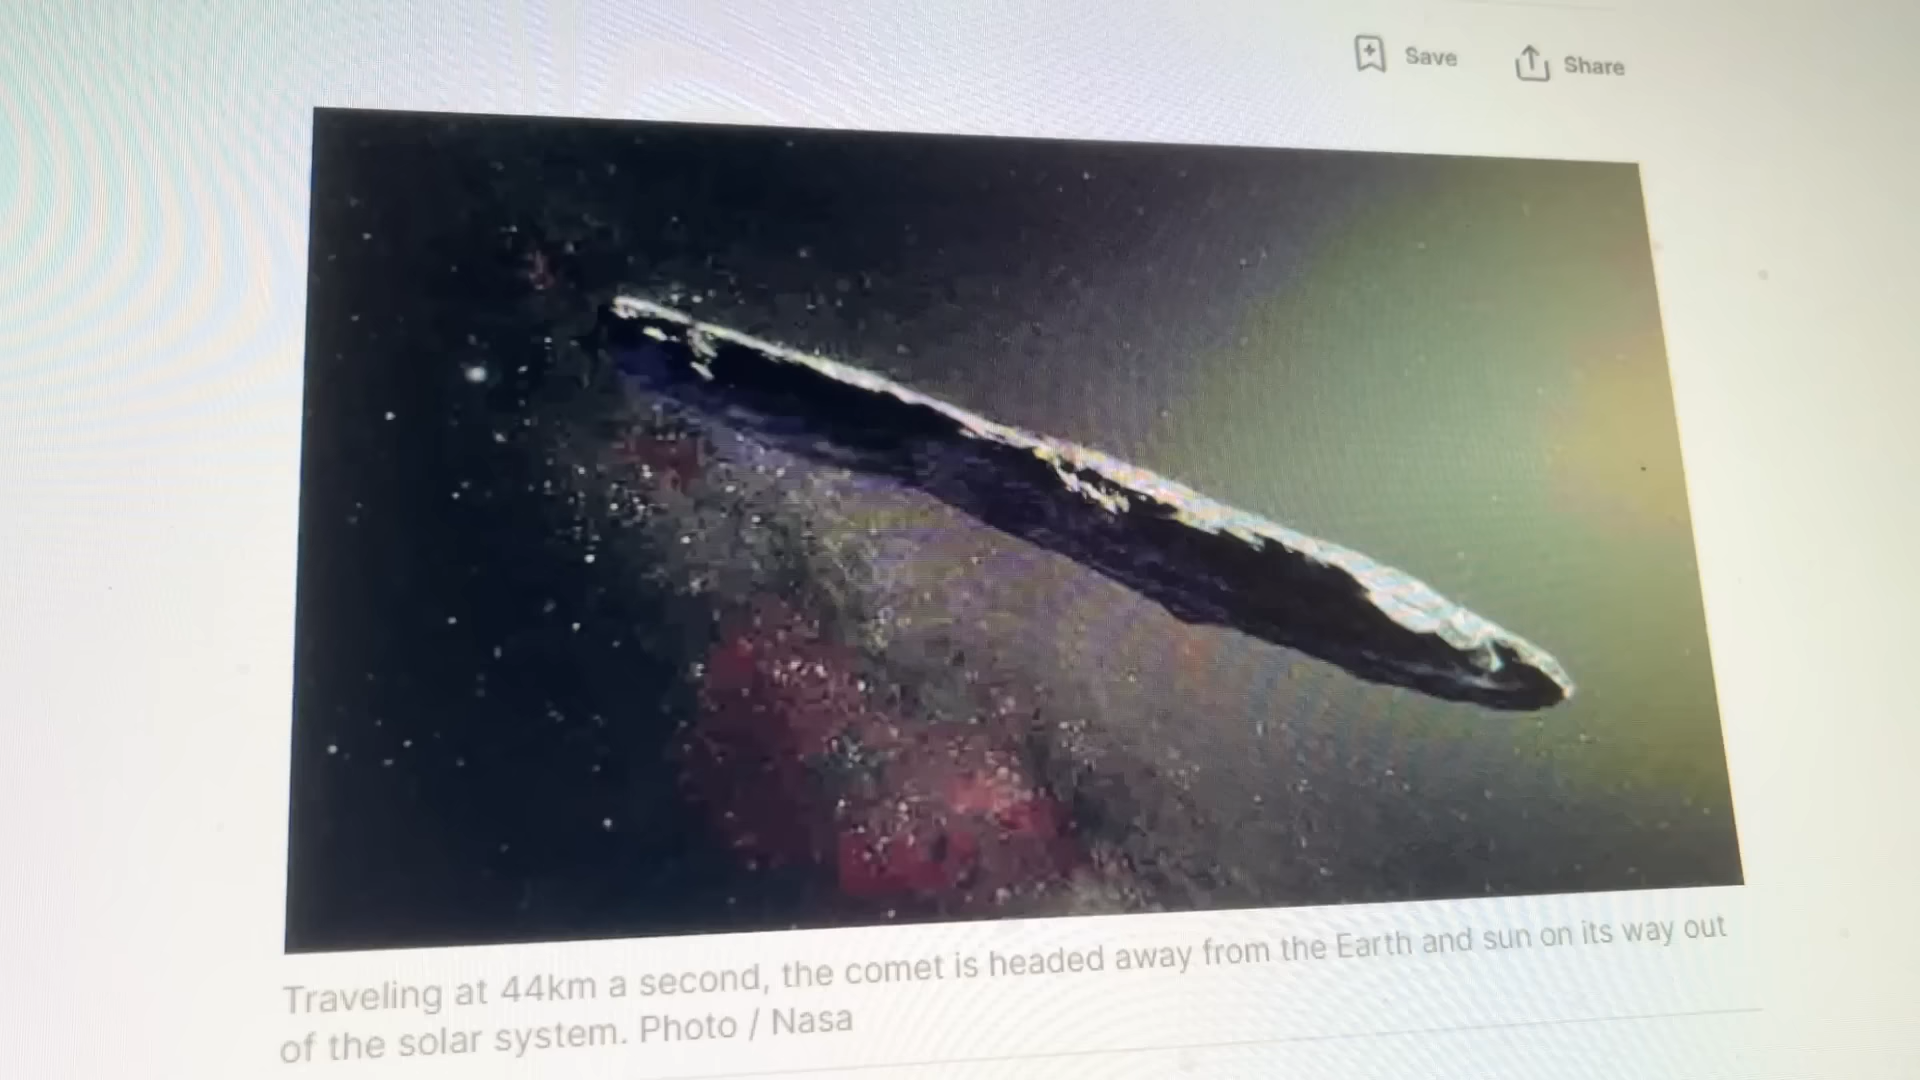 Save
Share
Traveling at 44km a second, the comet is headed away from the Earth and sun on its way out
of the solar system. Photo / Nasa